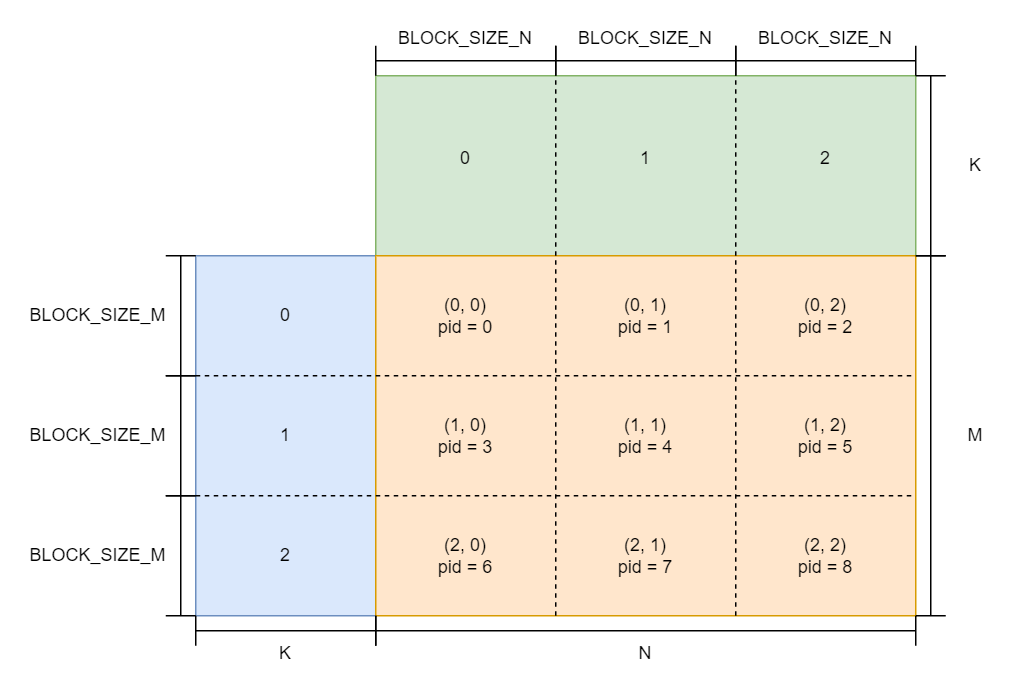 BLOCK_SIZE_N BLOCK_SIZE_N BLOCK_SIZE_N
0 1 2
K
BLOCK_SIZE_M 0
(0, 0) (0, 1) (0, 2)
pid = 0 pid = 1 pid = 2
BLOCK_SIZE_M 1
(1, 0) (1, 1) (1, 2)
pid = 3 pid = 4 pid = 5
M
BLOCK_SIZE_M 2
(2, 0) (2, 1) (2, 2)
pid = 6 pid = 7 pid = 8
K N